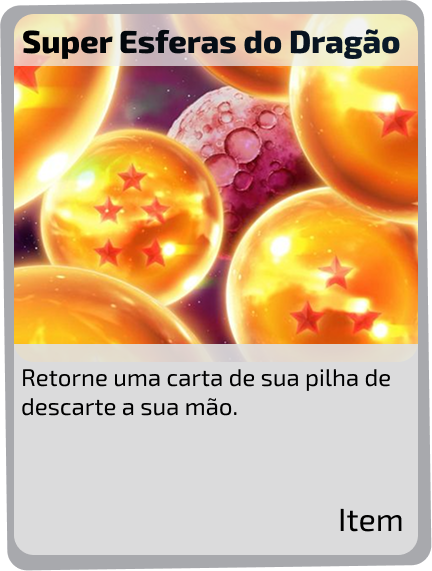 Super Esferas do Dragão
Retorne uma carta de sua pilha de
descarte a sua mão.
Item